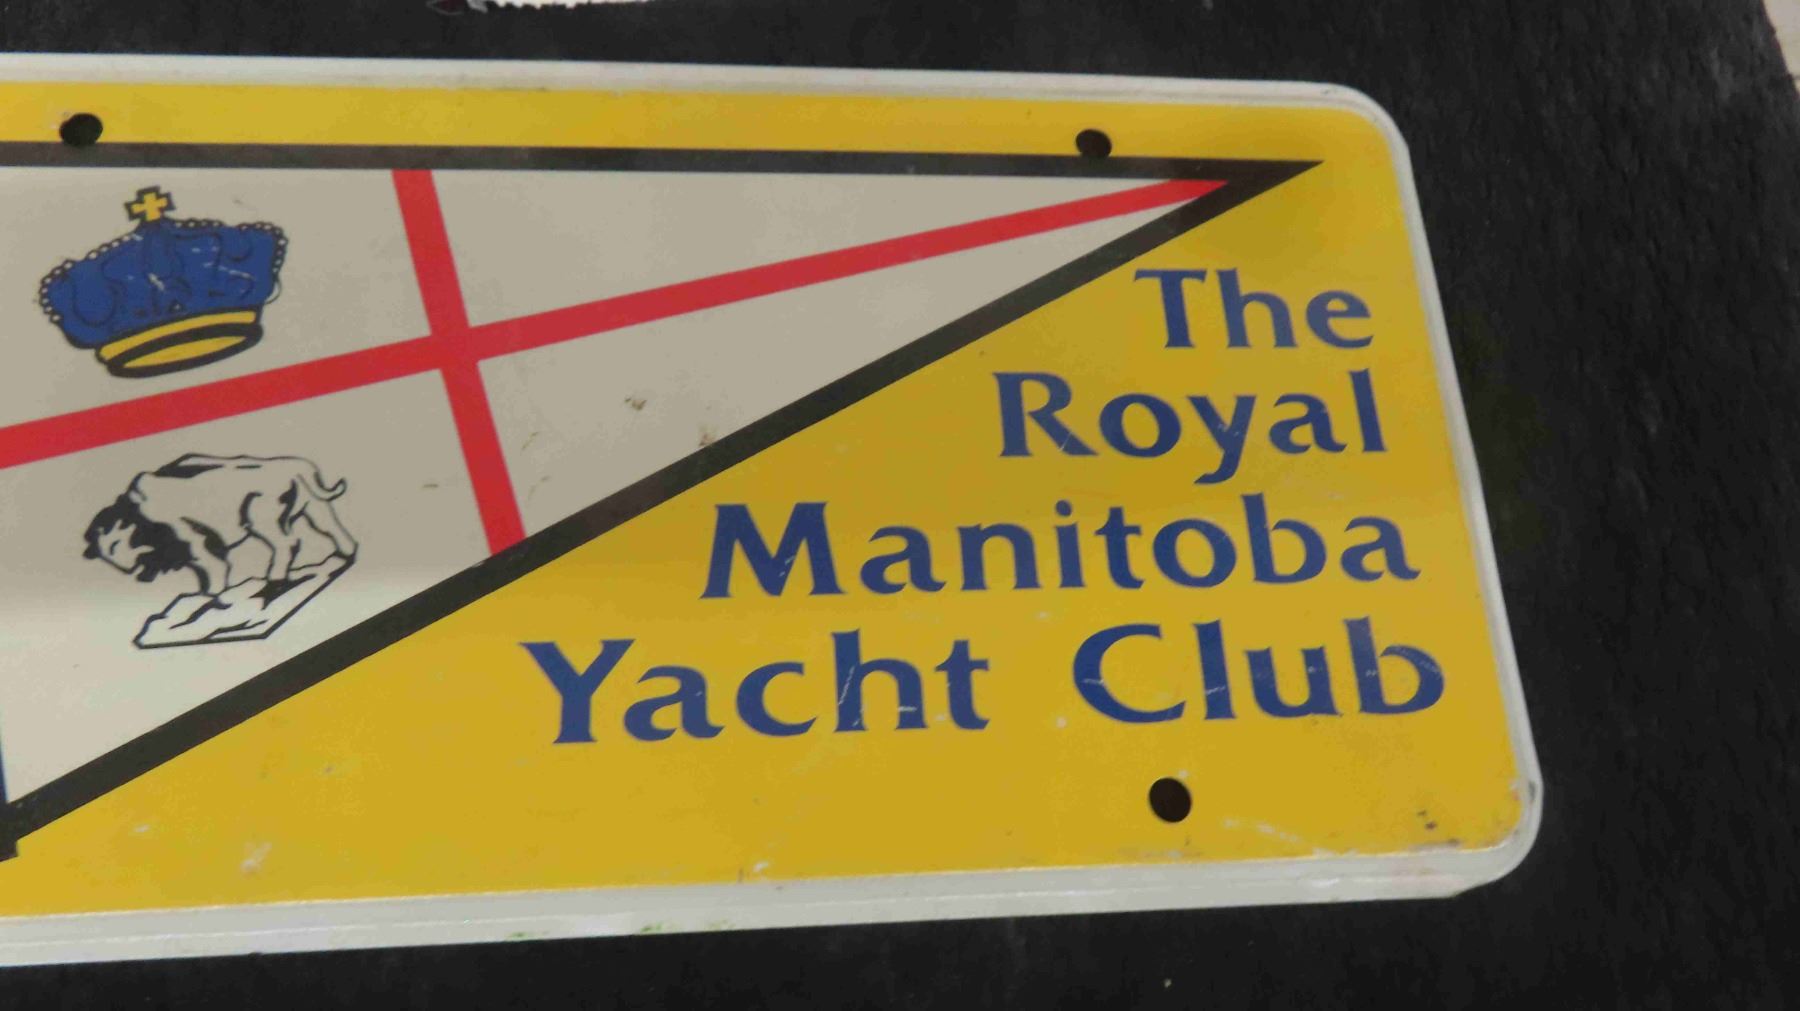 The
Royal
Manitoba
Yacht Club